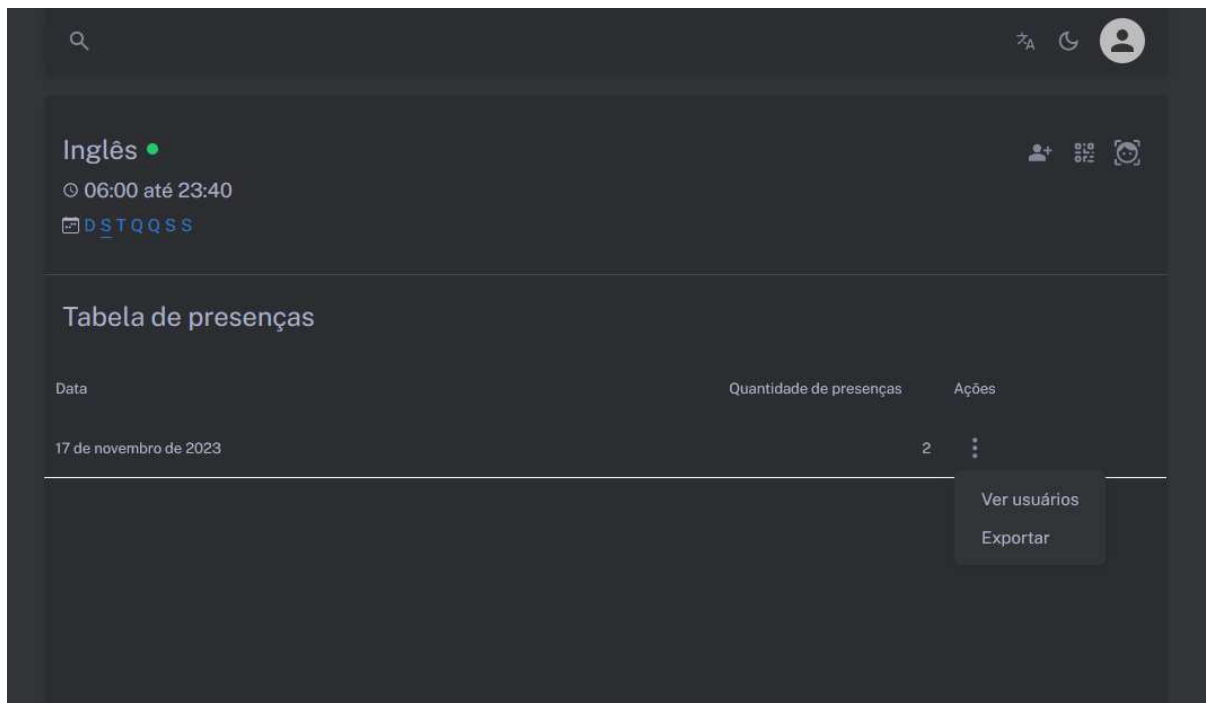 Inglês
06:00 até 23:40
D S T Q Q S S
Tabela de presenças
Data Quantidade de presenças Ações
17 de novembro de 2023 2
Ver usuários
Exportar